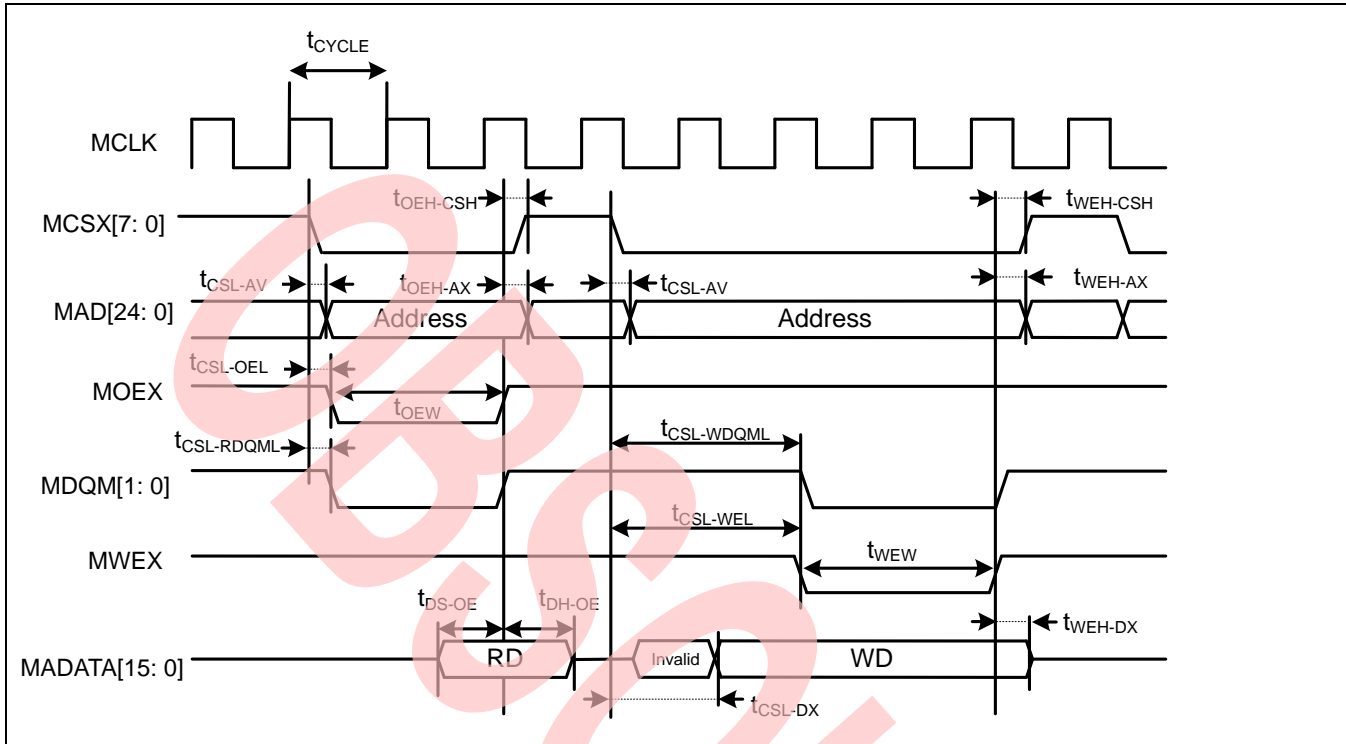 tCYCLE
MCLK
tOEH-CSH
tWEH-CSH
MCSX[7: 0]
tCSL-AV
tOEH-AX
tCSL-AV
tWEH-AX
MAD[24: 0]
Address
Address
tCSL-OEL
MOEX
tOEW
tCSL-WDQML
tCSL-RDQML
MDQM[1: 0]
tCSL-WEL
MWEX
tWEW
tDS-OE
tDH-OE
tWEH-DX
MADATA[15: 0]
RD
Invalid
WD
tCSL-DX